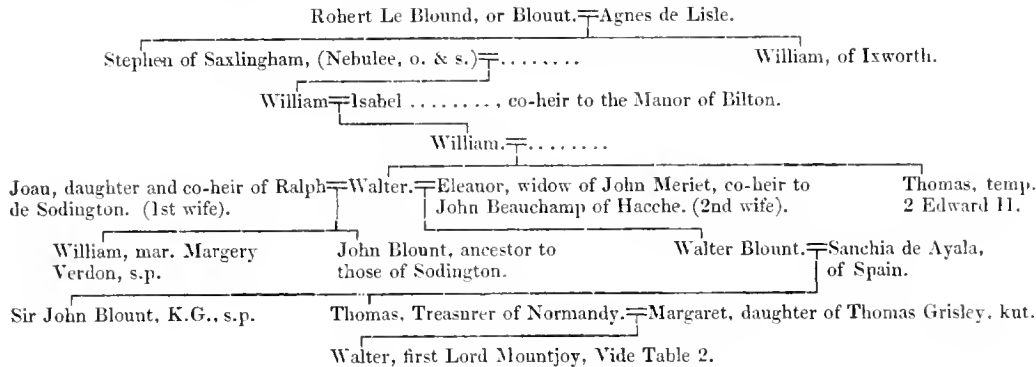 Robert Le Blound, or Blount.=Agnes de Lisle.
Stephen of Saxlingham, (Nebulee, o. & s.)=........ William, of Ixworth.
William=Isabel ........, co-heir to the Manor of Bilton.
William.=........
Joan, daughter and co-heir of Ralph=Walter.=Eleanor, widow of John Meriet, co-heir to Thomas, temp.
de Sodington. (1st wife). John Beauchamp of Hacche. (2nd wife). 2 Edward II.
William, mar. Margery John Blount, ancestor to Walter Blount.=Sanchia de Ayala,
Verdon, s.p. those of Sodington. of Spain.
Sir John Blount, K.G., s.p. Thomas, Treasurer of Normandy.=Margaret, daughter of Thomas Grisley, knt.
Walter, first Lord Mountjoy, Vide Table 2.